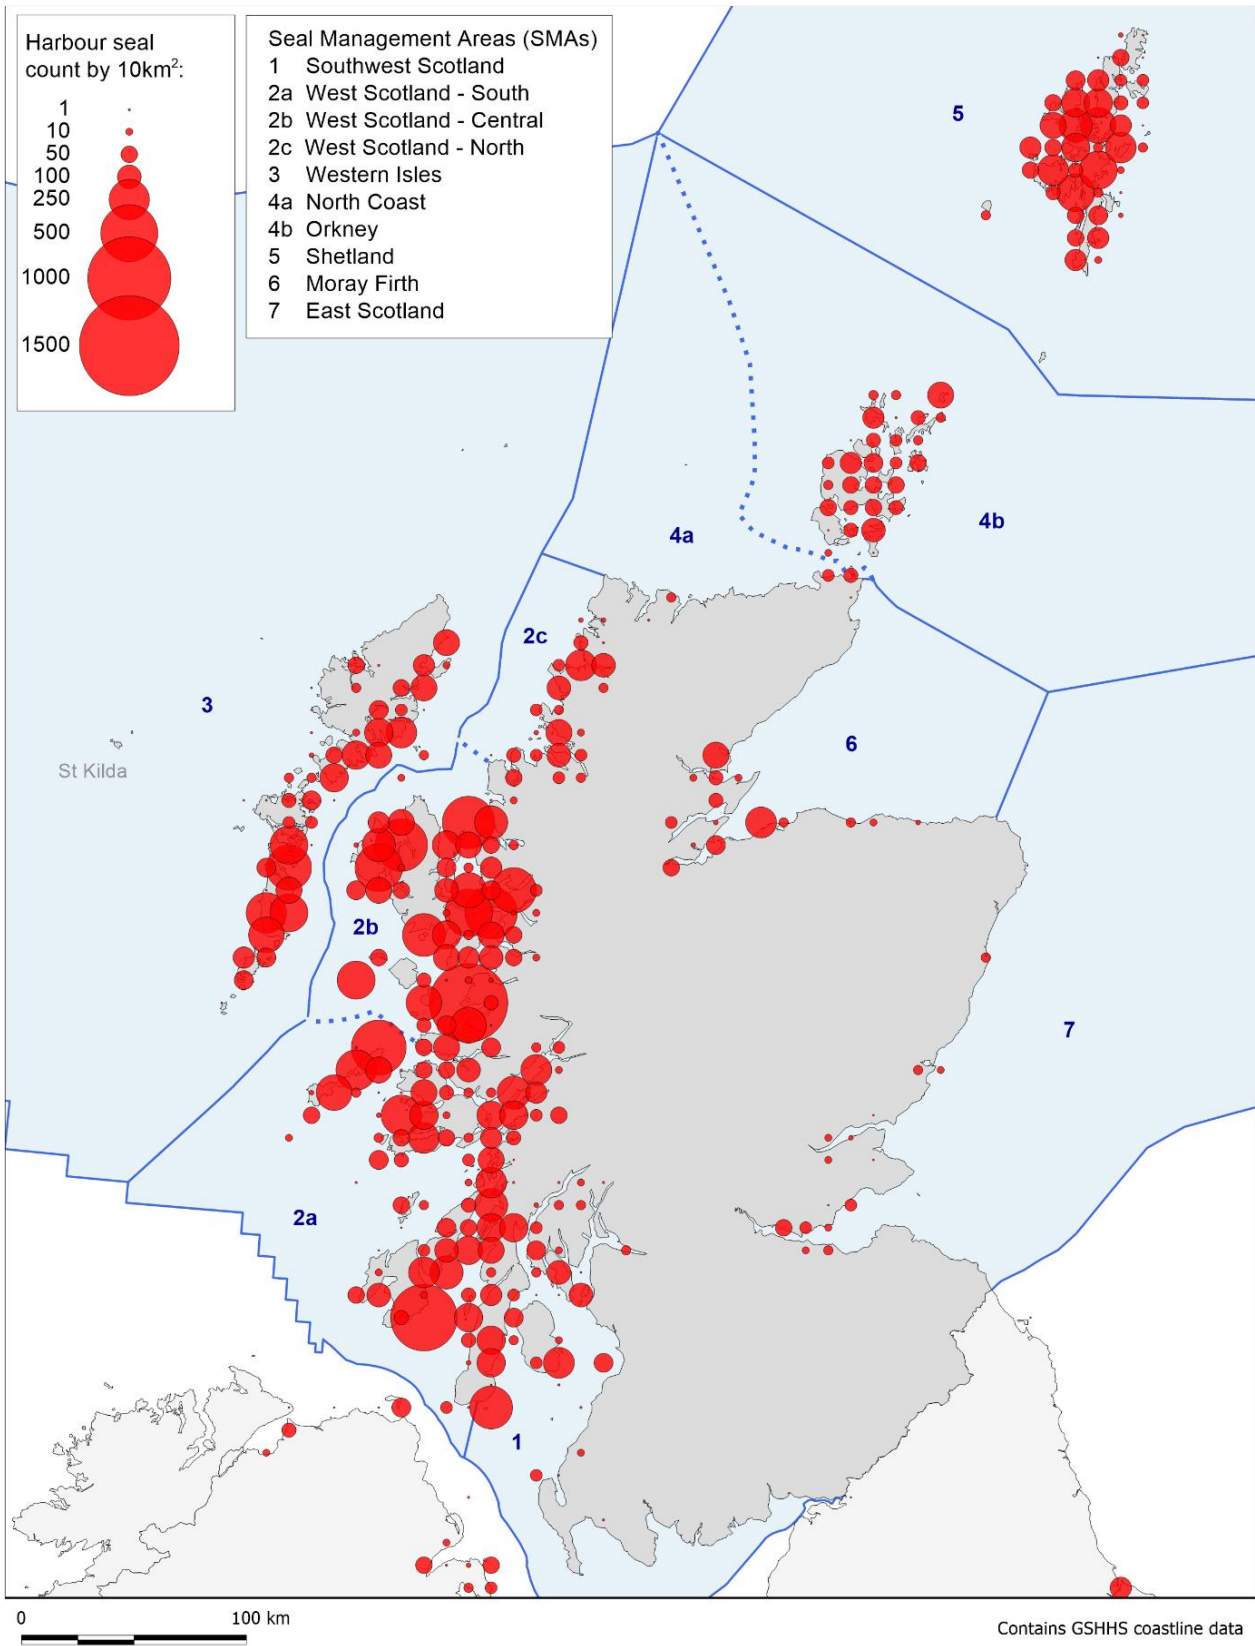 Harbour seal
count by 10km²:
1
10
50
100
250
500
1000
1500
Seal Management Areas (SMAs)
1 Southwest Scotland
2a West Scotland - South
2b West Scotland - Central
2c West Scotland - North
3 Western Isles
4a North Coast
4b Orkney
5 Shetland
6 Moray Firth
7 East Scotland
5
4a
4b
2c
3
6
St Kilda
2b
7
2a
1
0 100 km
Contains GSHHS coastline data